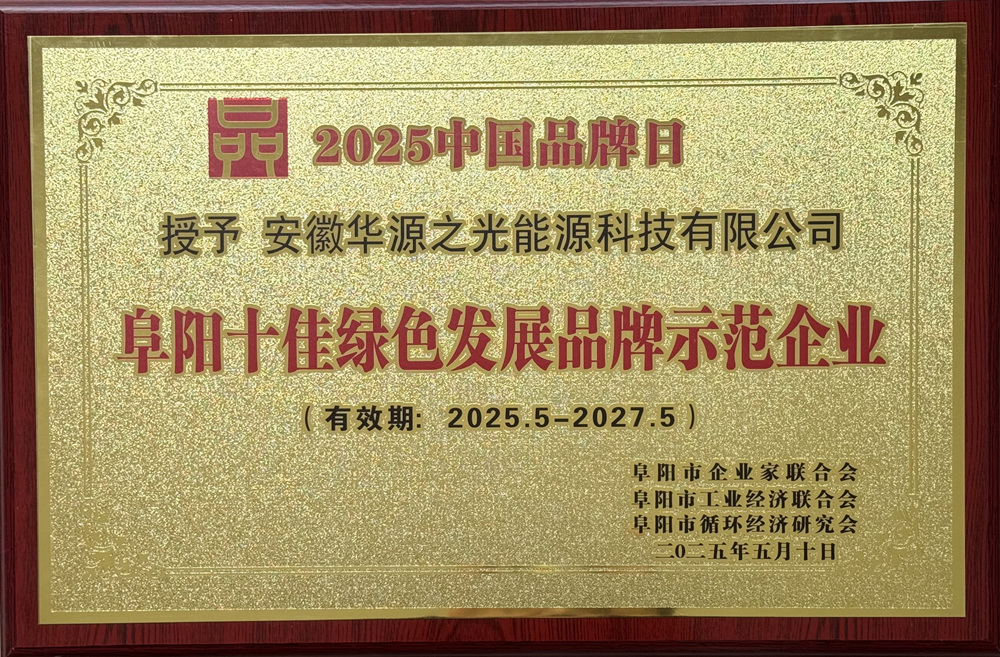 品
2025中国品牌日
授予 安徽华源之光能源科技有限公司
阜阳十佳绿色发展品牌示范企业
（有效期: 2025.5-2027.5）
阜阳市企业家联合会
阜阳市工业经济联合会
阜阳市循环经济研究会
二〇二五年五月十日